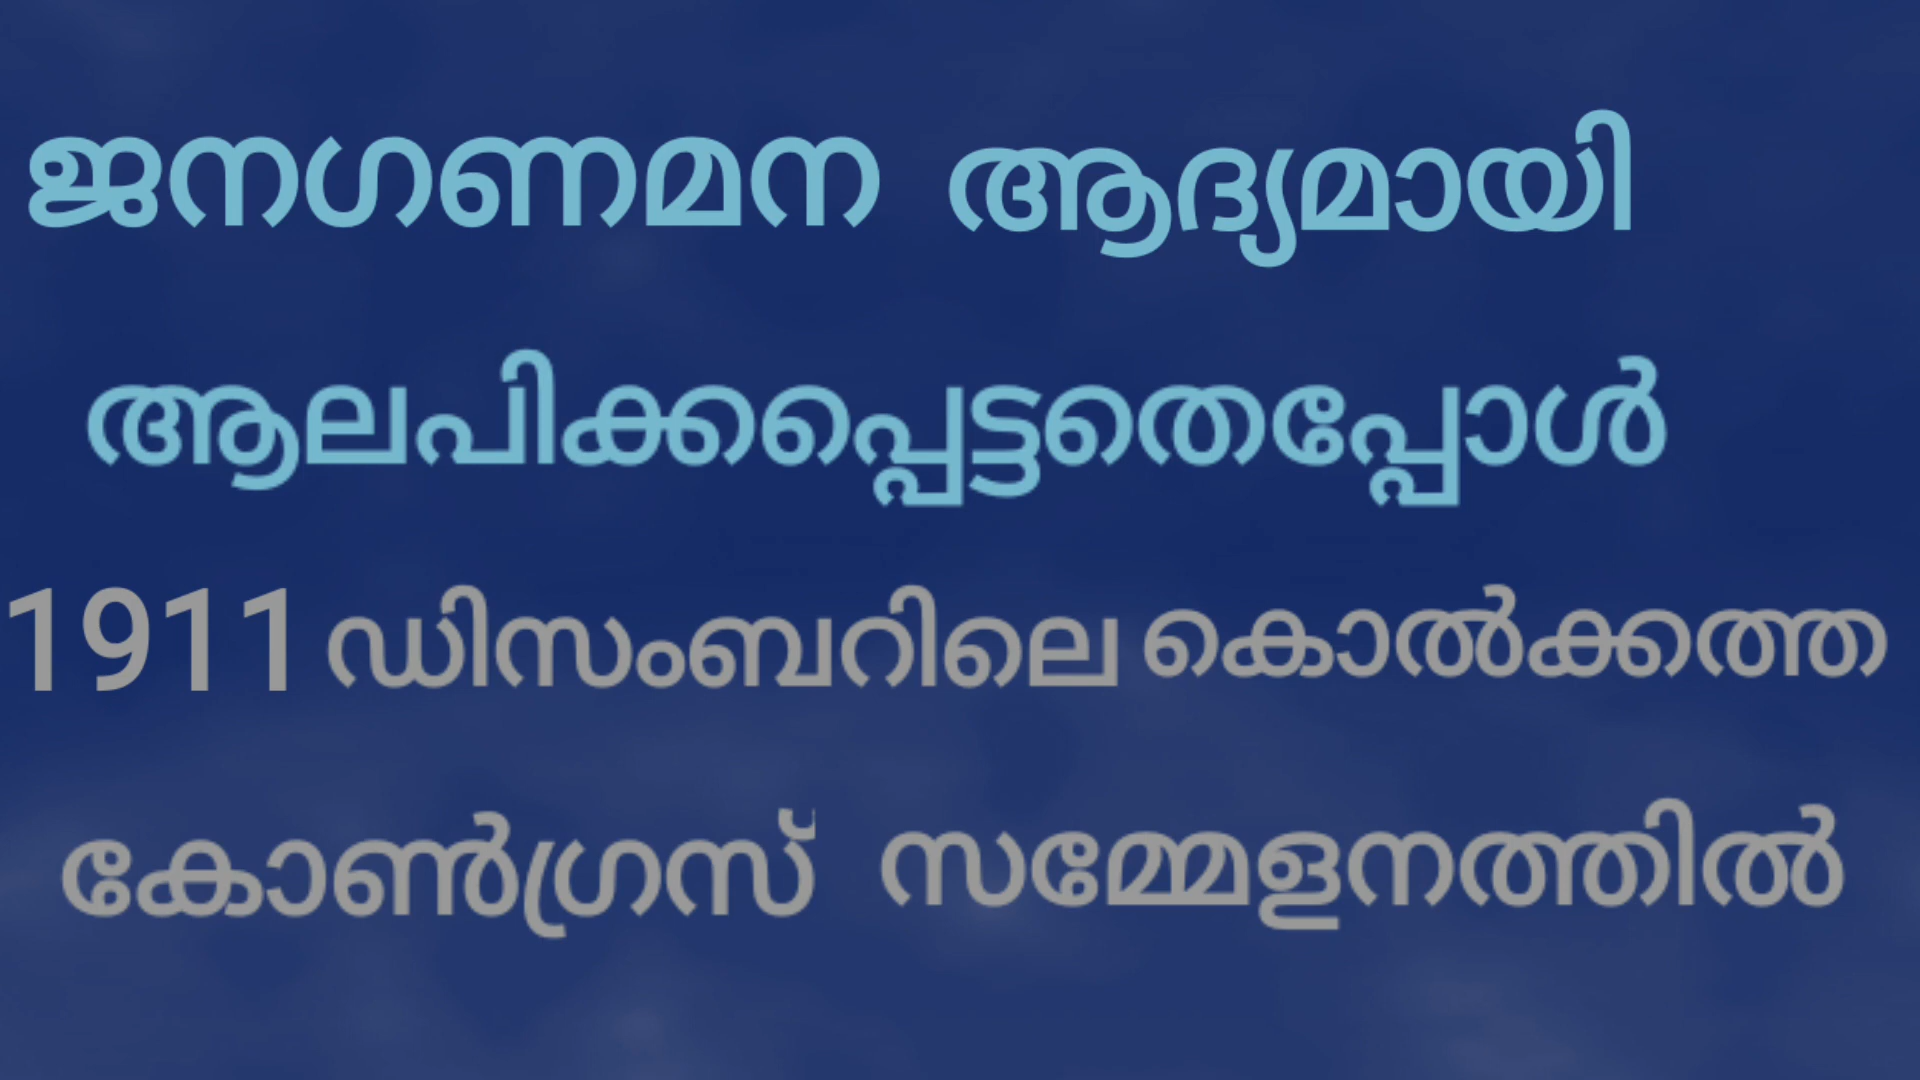 ജനഗണമന ആദ്യമായി
ആലപിക്കപ്പെട്ടതെപ്പോൾ
1911 ഡിസംബറിലെ കൊൽക്കത്ത
കോൺഗ്രസ് സമ്മേളനത്തിൽ